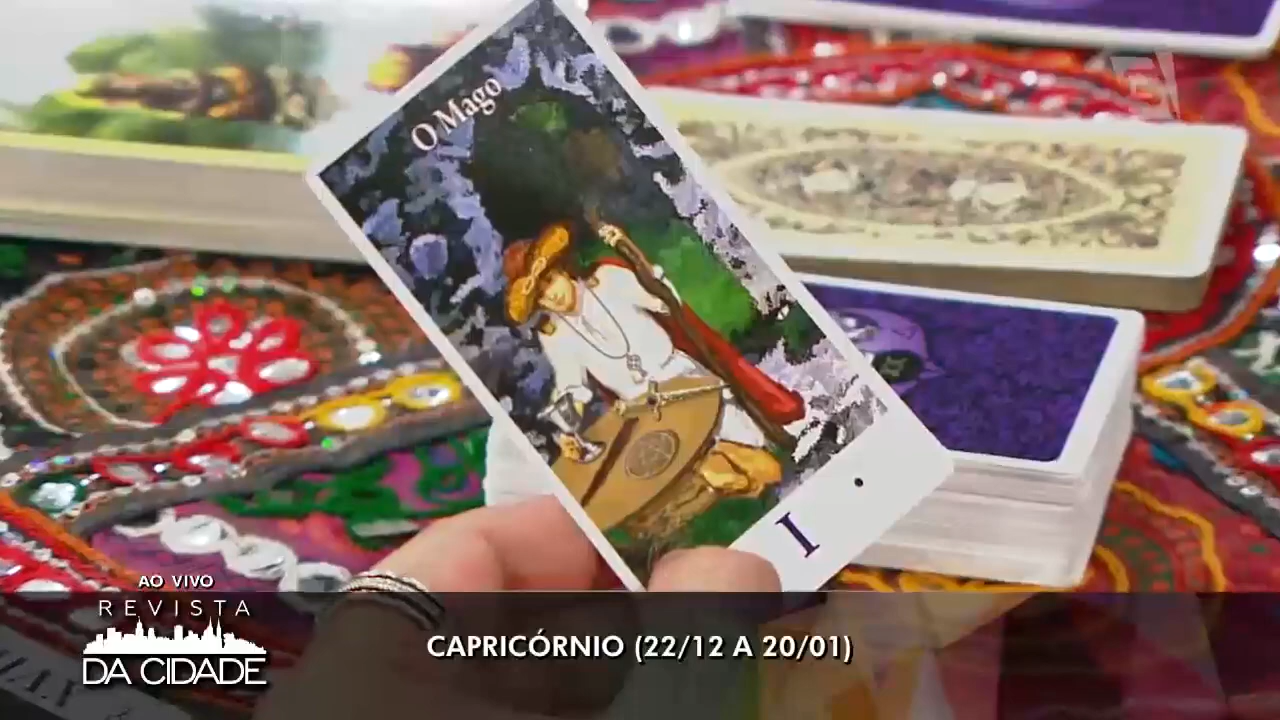 O Mago
I
AO VIVO
REVISTA
DA CIDADE
CAPRICÓRNIO (22/12 A 20/01)